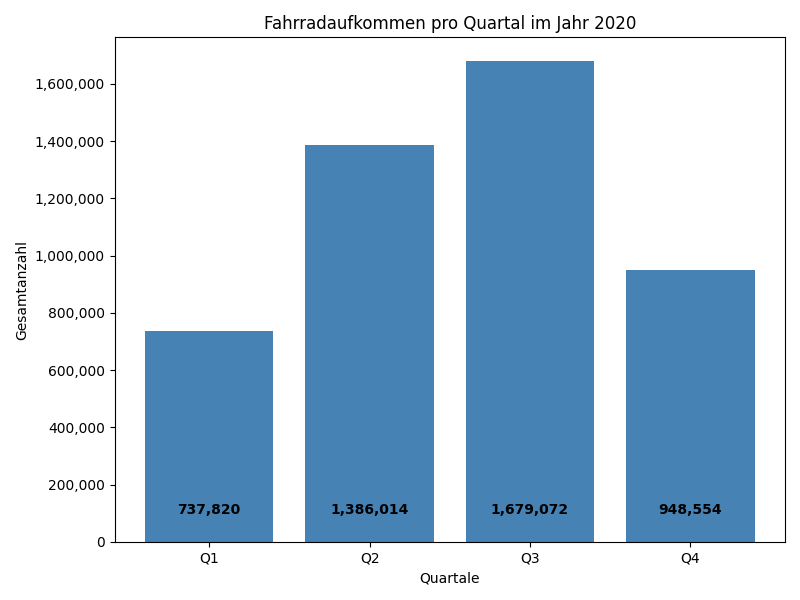 Fahrradaufkommen pro Quartal im Jahr 2020
Gesamtanzahl
1,600,000
1,400,000
1,200,000
1,000,000
800,000
600,000
400,000
200,000
0
737,820
1,386,014
1,679,072
948,554
Q1
Q2
Q3
Q4
Quartale